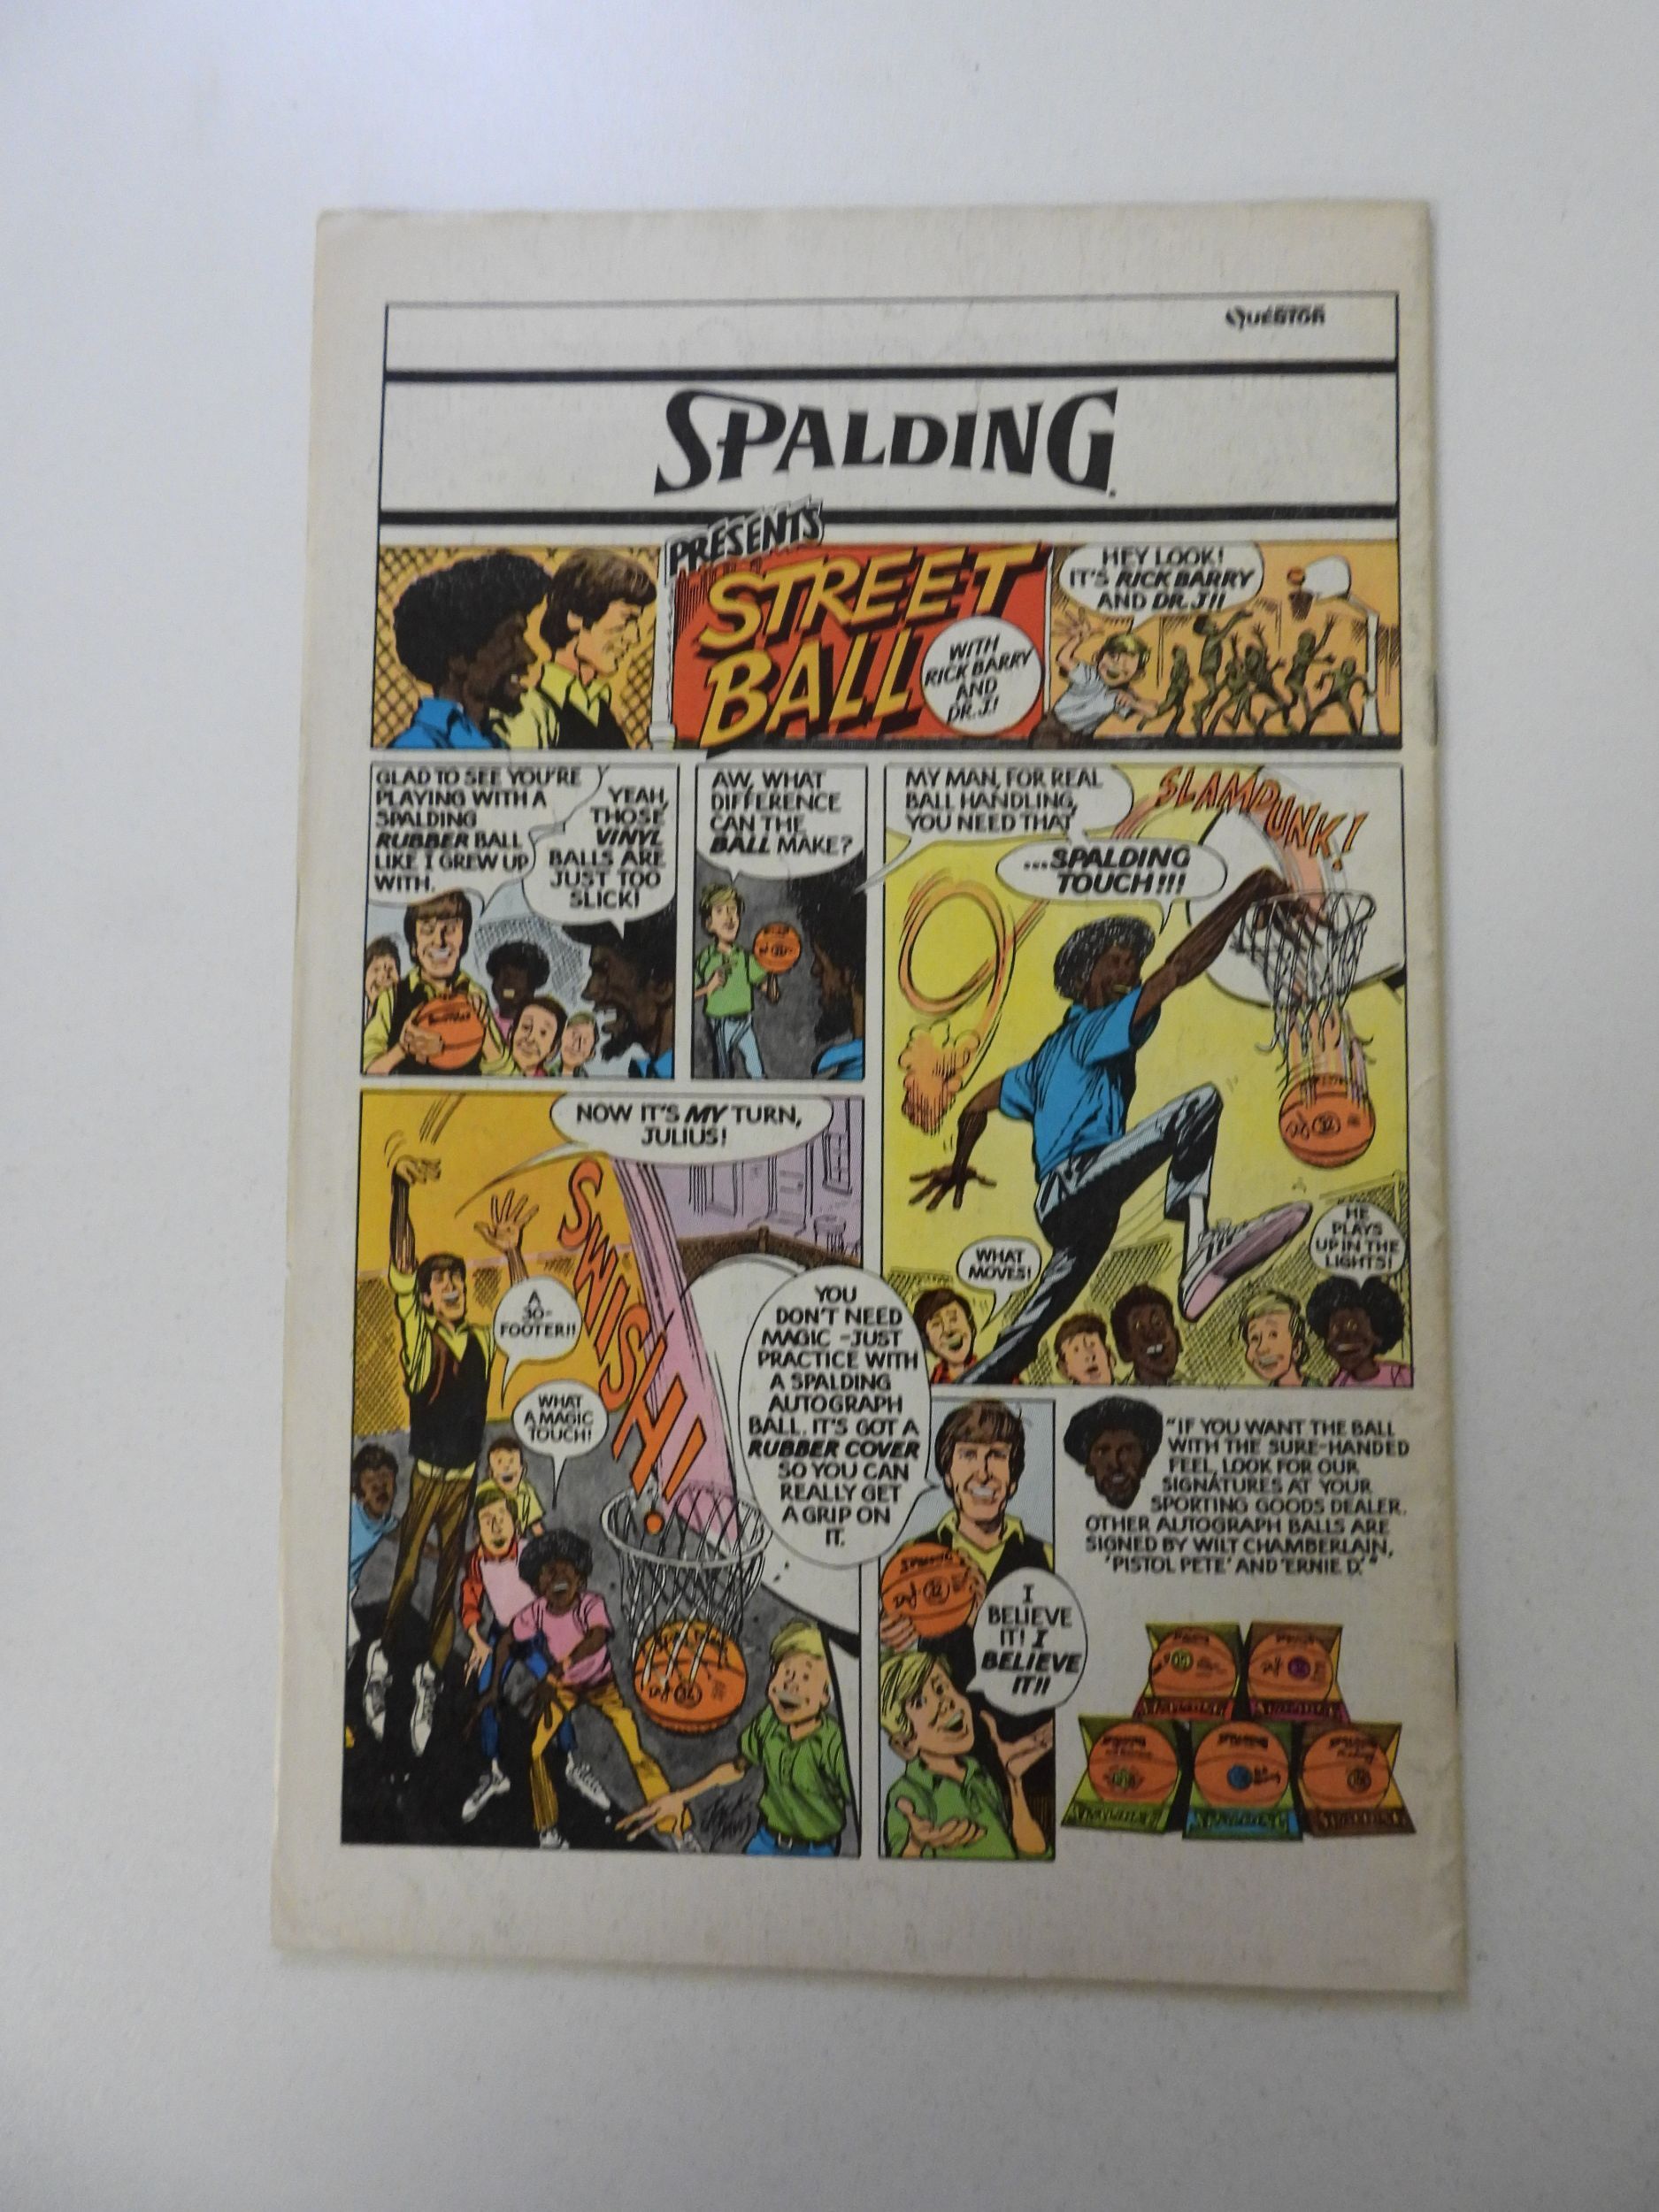 QUESTOR
SPALDING
PRESENTS
STREET
BALL
WITH
RICK BARRY
AND
DR. J.!
HEY LOOK!
IT'S RICK BARRY
AND DR. J!!
GLAD TO SEE YOU'RE
PLAYING WITH A
SPALDING
RUBBER BALL
LIKE I GREW UP
WITH.
YEAH,
THOSE
VINYL
BALLS ARE
JUST TOO
SLICK!
AW, WHAT
DIFFERENCE
CAN THE
BALL MAKE?
MY MAN, FOR REAL
BALL HANDLING,
YOU NEED THAT
...SPALDING
TOUCH!!!
SLAMDUNK!
WHAT
MOVES!
HE
PLAYS
UP IN THE
LIGHTS!
NOW IT'S MY TURN,
JULIUS!
SWISH!
A
30-
FOOTER!!
WHAT
A MAGIC
TOUCH!
YOU
DON'T NEED
MAGIC -JUST
PRACTICE WITH
A SPALDING
AUTOGRAPH
BALL. IT'S GOT A
RUBBER COVER
SO YOU CAN
REALLY GET
A GRIP ON
IT.
SPALDING
32
I
BELIEVE
IT! I
BELIEVE
IT!!
"IF YOU WANT THE BALL
WITH THE SURE-HANDED
FEEL, LOOK FOR OUR
SIGNATURES AT YOUR
SPORTING GOODS DEALER.
OTHER AUTOGRAPH BALLS ARE
SIGNED BY WILT CHAMBERLAIN,
'PISTOL PETE' AND 'ERNIE D.'"